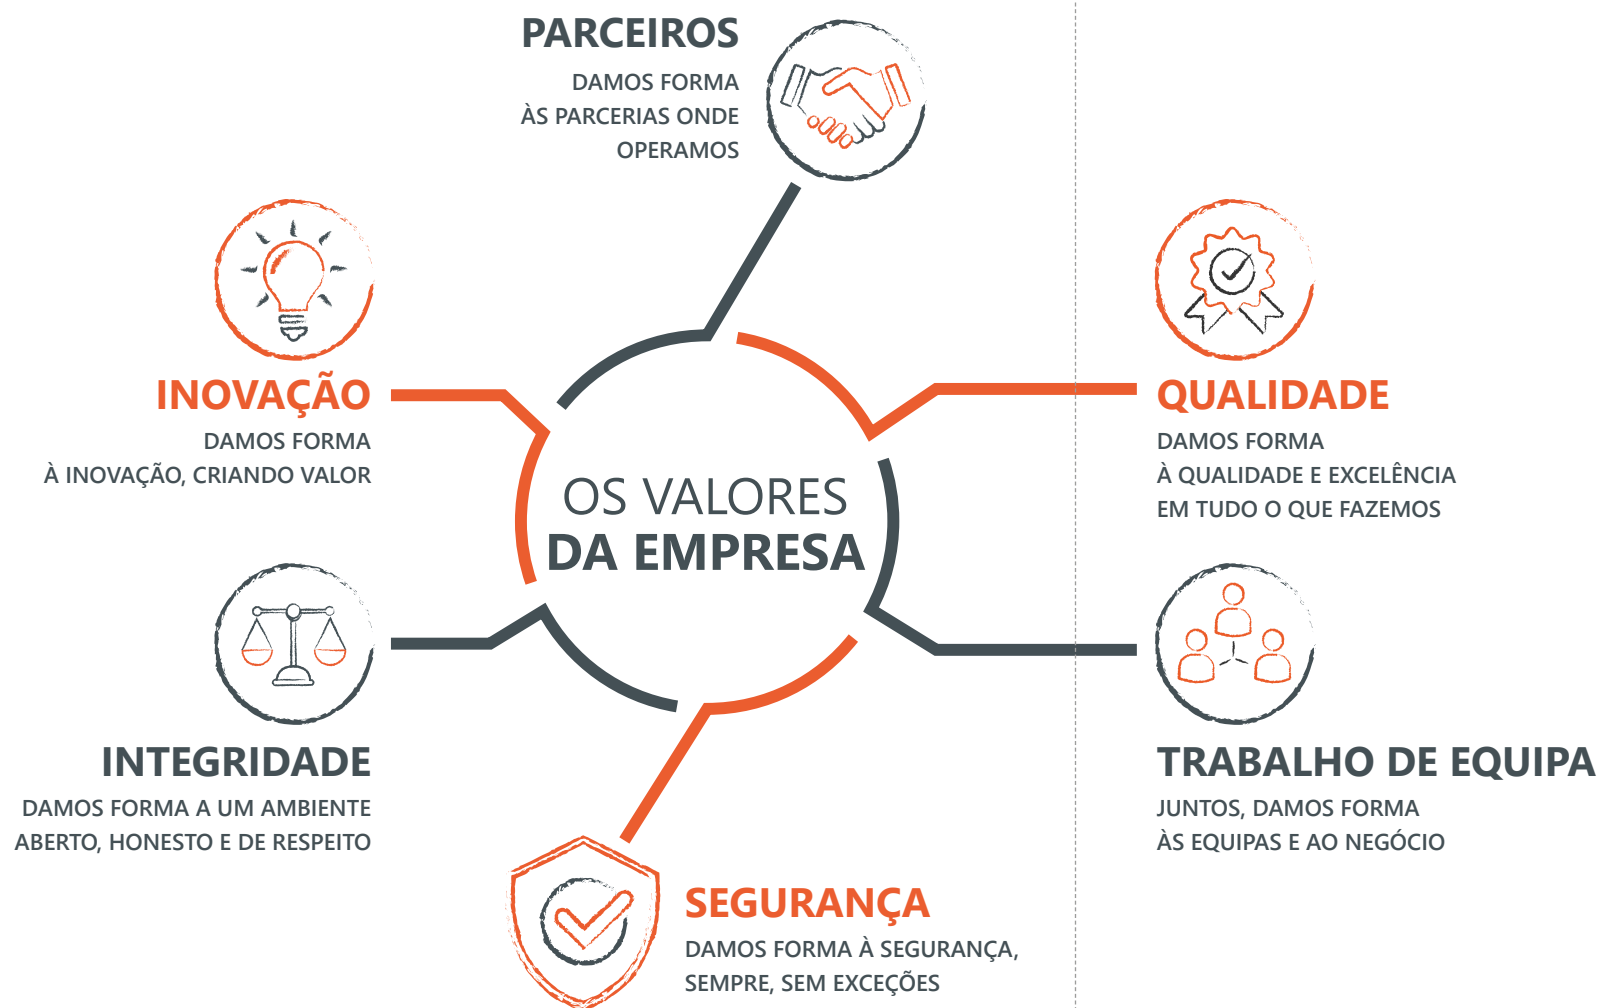 PARCEIROS
DAMOS FORMA
ÀS PARCERIAS ONDE
OPERAMOS
INOVAÇÃO
DAMOS FORMA
À INOVAÇÃO, CRIANDO VALOR
QUALIDADE
DAMOS FORMA
À QUALIDADE E EXCELÊNCIA
EM TUDO O QUE FAZEMOS
OS VALORES
DA EMPRESA
INTEGRIDADE
DAMOS FORMA A UM AMBIENTE
ABERTO, HONESTO E DE RESPEITO
TRABALHO DE EQUIPA
JUNTOS, DAMOS FORMA
ÀS EQUIPAS E AO NEGÓCIO
SEGURANÇA
DAMOS FORMA À SEGURANÇA,
SEMPRE, SEM EXCEÇÕES